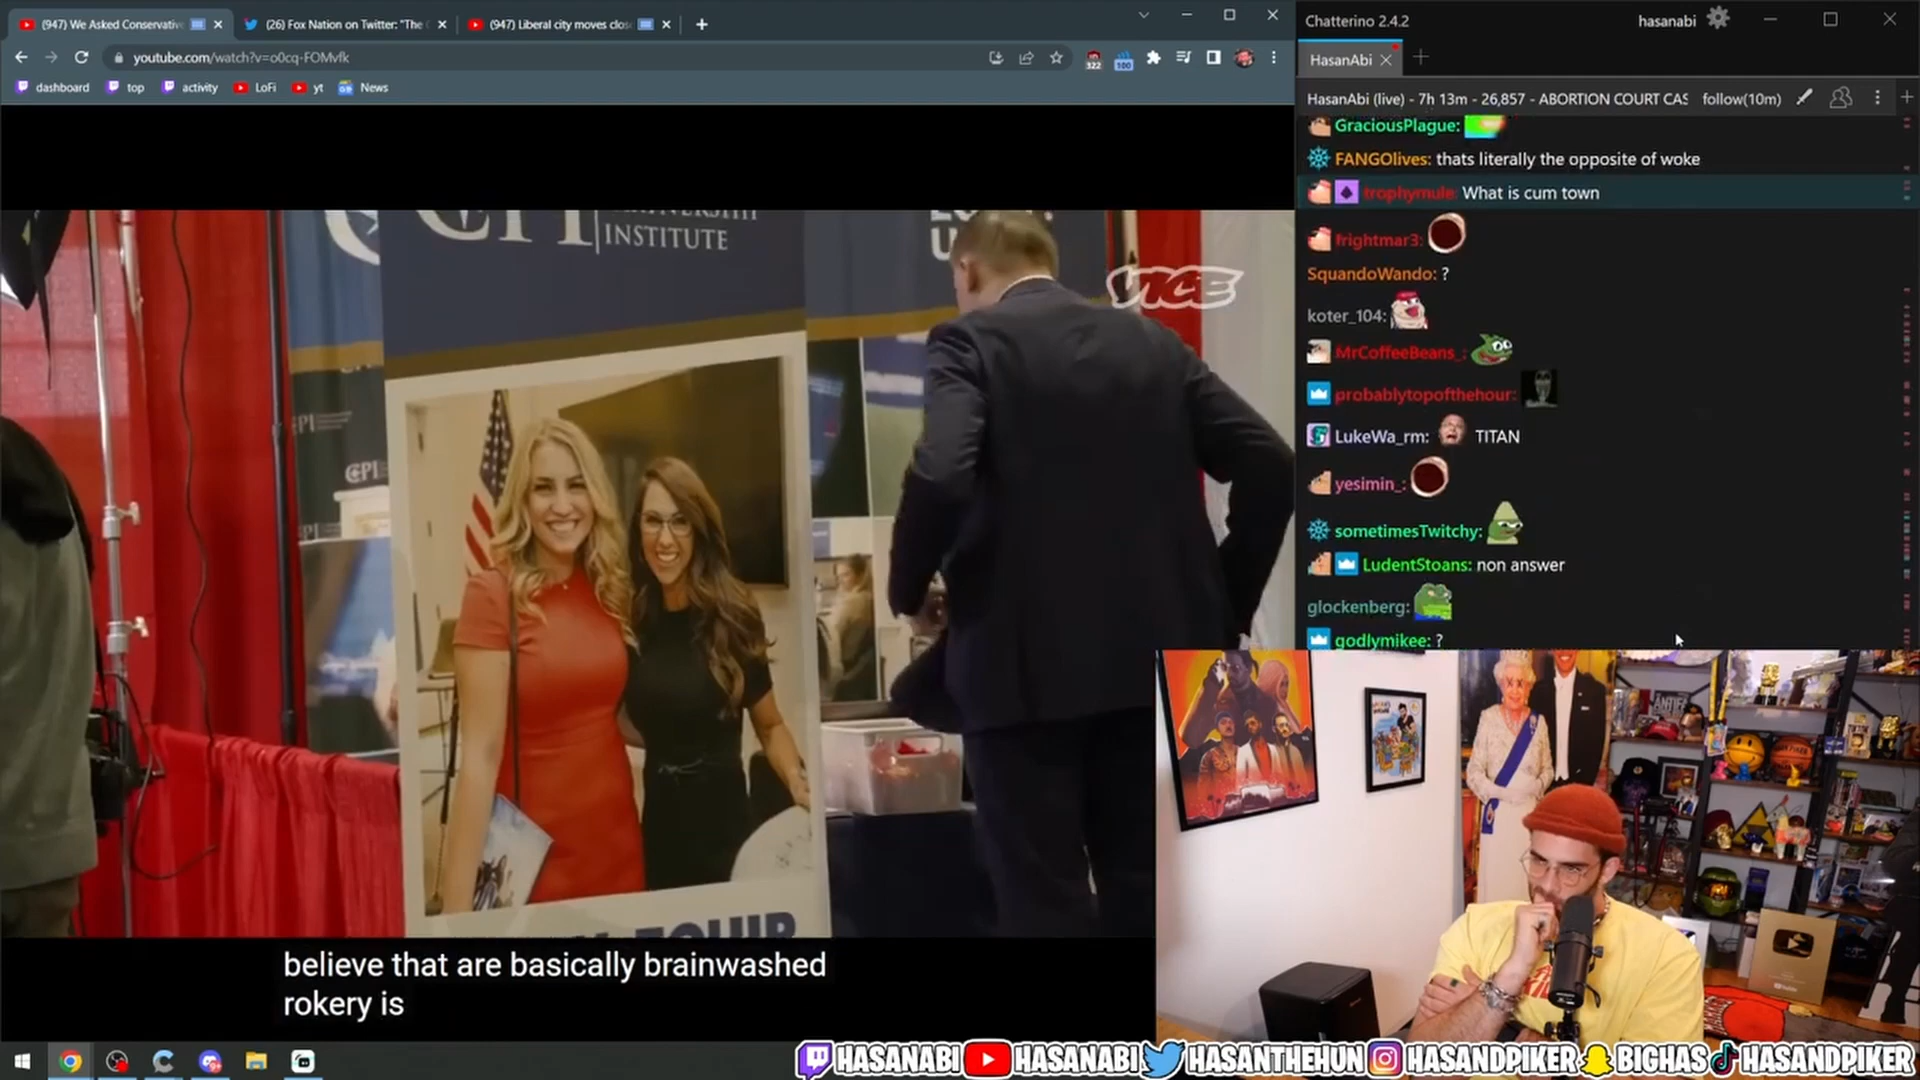 (947) We Asked Conservativ
(26) Fox Nation on Twitter: "The
(947) Liberal city moves clos
youtube.com/watch?v=o0cq-FOMvfk
322
100
dashboard
top
activity
LoFi
yt
News
INSTITUTE
VICE
CPI
believe that are basically brainwashed
rokery is
Chatterino 2.4.2
hasanabi
HasanAbi
HasanAbi (live) - 7h 13m - 26,857 - ABORTION COURT CAS
follow(10m)
GraciousPlague:
FANGOlives: thats literally the opposite of woke
trophymule: What is cum town
frightmar3:
SquandoWando: ?
koter_104:
MrCoffeeBeans_:
probablytopofthehour:
LukeWa_rm: TITAN
yesimin_:
sometimesTwitchy:
LudentStoans: non answer
glockenberg:
godlymikee: ?
HASANABI
HASANABI
HASANTHEHUN
HASANDPIKER
BIGHAS
HASANDPIKER